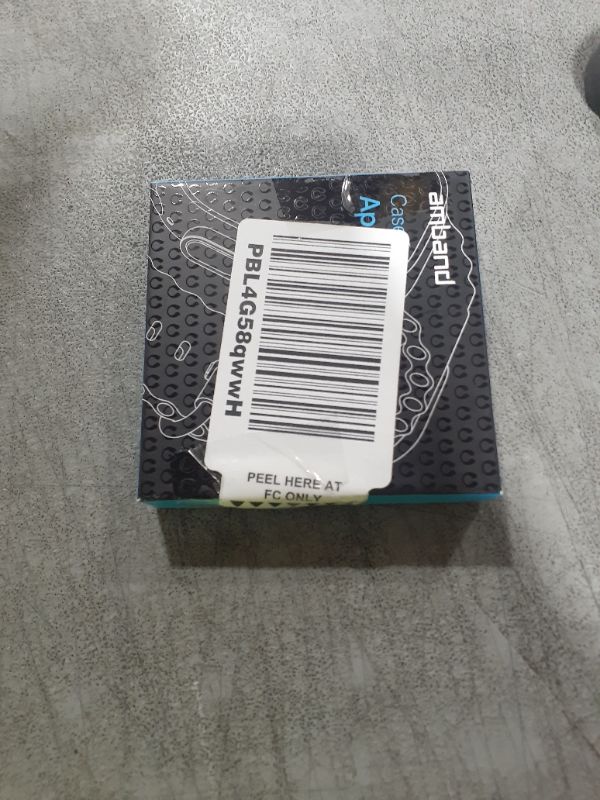 amband
Case
Ap
PBL4G58qwwH
PEEL HERE AT
FC ONLY